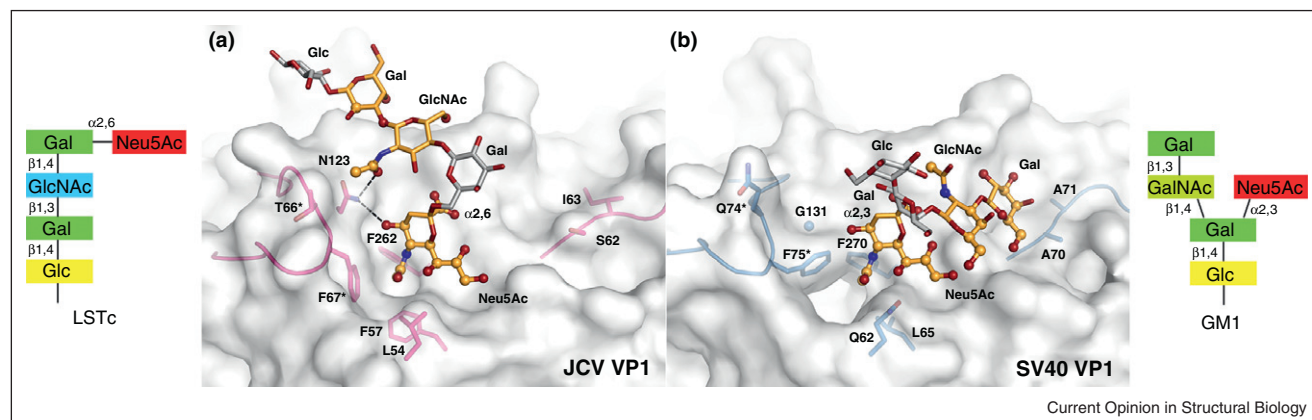 α2,6
Gal
Neu5Ac
β1,4
GlcNAc
β1,3
Gal
β1,4
Glc
LSTc
(a)
Glc
Gal
GlcNAc
Gal
N123
T66*
α2,6
I63
S62
F262
F67*
Neu5Ac
F57
L54
JCV VP1
(b)
GlcNAc
Glc
Gal
Q74*
G131
Gal
α2,3
A71
F75*
F270
A70
Neu5Ac
Q62
L65
SV40 VP1
Gal
β1,3
GalNAc
Neu5Ac
β1,4
α2,3
Gal
β1,4
Glc
GM1
Current Opinion in Structural Biology